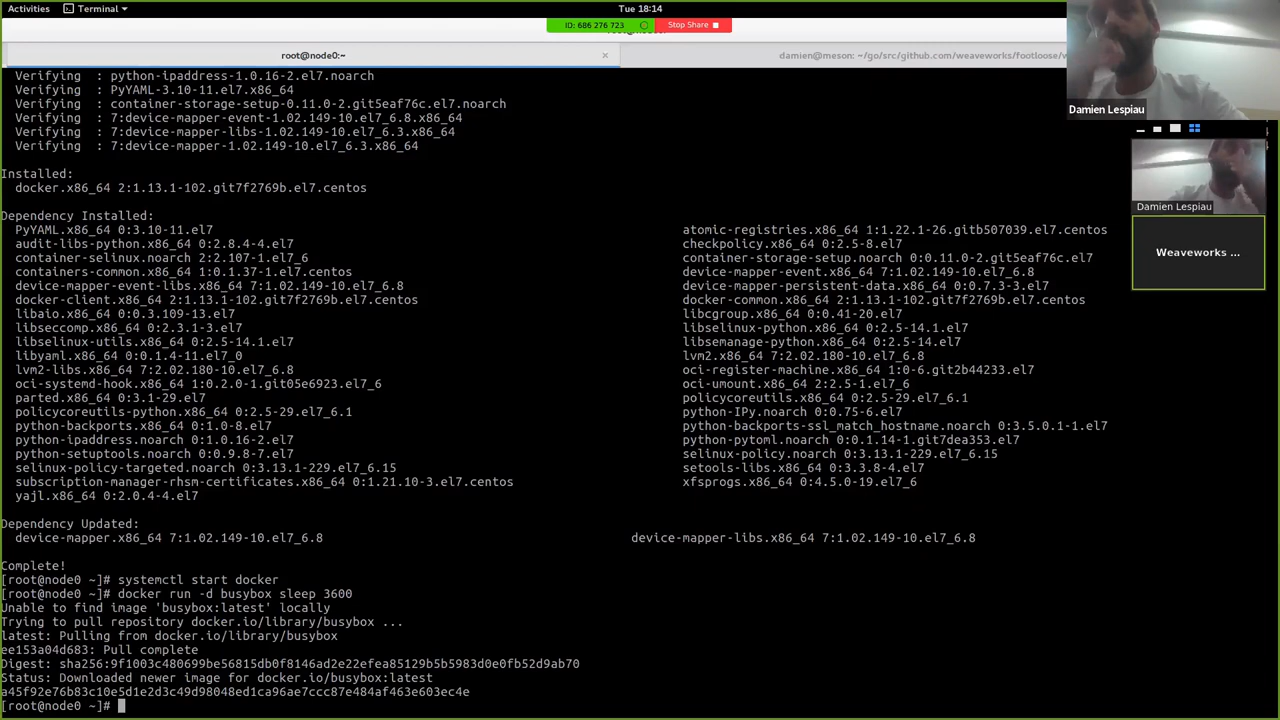 Activities
Terminal
Tue 18:14
ID: 686 276 723
Stop Share
root@node0:~
damien@meson: ~/go/src/github.com/weaveworks/footloose/
Damien Lespiau
Damien Lespiau
Weaveworks ...
Verifying  : python-ipaddress-1.0.16-2.el7.noarch
Verifying  : PyYAML-3.10-11.el7.x86_64
Verifying  : container-storage-setup-0.11.0-2.git5eaf76c.el7.noarch
Verifying  : 7:device-mapper-event-1.02.149-10.el7_6.8.x86_64
Verifying  : 7:device-mapper-libs-1.02.149-10.el7_6.3.x86_64
Verifying  : 7:device-mapper-1.02.149-10.el7_6.3.x86_64
Installed:
docker.x86_64 2:1.13.1-102.git7f2769b.el7.centos
Dependency Installed:
PyYAML.x86_64 0:3.10-11.el7 atomic-registries.x86_64 1:1.22.1-26.gitb507039.el7.centos
audit-libs-python.x86_64 0:2.8.4-4.el7 checkpolicy.x86_64 0:2.5-8.el7
container-selinux.noarch 2:2.107-1.el7_6 container-storage-setup.noarch 0:0.11.0-2.git5eaf76c.el7
containers-common.x86_64 1:0.1.37-1.el7.centos device-mapper-event.x86_64 7:1.02.149-10.el7_6.8
device-mapper-event-libs.x86_64 7:1.02.149-10.el7_6.8 device-mapper-persistent-data.x86_64 0:0.7.3-3.el7
docker-client.x86_64 2:1.13.1-102.git7f2769b.el7.centos docker-common.x86_64 2:1.13.1-102.git7f2769b.el7.centos
libaio.x86_64 0:0.3.109-13.el7 libcgroup.x86_64 0:0.41-20.el7
libseccomp.x86_64 0:2.3.1-3.el7 libselinux-python.x86_64 0:2.5-14.1.el7
libselinux-utils.x86_64 0:2.5-14.1.el7 libsemanage-python.x86_64 0:2.5-14.el7
libyaml.x86_64 0:0.1.4-11.el7_0 lvm2.x86_64 7:2.02.180-10.el7_6.8
lvm2-libs.x86_64 7:2.02.180-10.el7_6.8 oci-register-machine.x86_64 1:0-6.git2b44233.el7
oci-systemd-hook.x86_64 1:0.2.0-1.git05e6923.el7_6 oci-umount.x86_64 2:2.5-1.el7_6
parted.x86_64 0:3.1-29.el7 policycoreutils.x86_64 0:2.5-29.el7_6.1
policycoreutils-python.x86_64 0:2.5-29.el7_6.1 python-IPy.noarch 0:0.75-6.el7
python-backports.x86_64 0:1.0-8.el7 python-backports-ssl_match_hostname.noarch 0:3.5.0.1-1.el7
python-ipaddress.noarch 0:1.0.16-2.el7 python-pytoml.noarch 0:0.1.14-1.git7dea353.el7
python-setuptools.noarch 0:0.9.8-7.el7 selinux-policy.noarch 0:3.13.1-229.el7_6.15
selinux-policy-targeted.noarch 0:3.13.1-229.el7_6.15 setools-libs.x86_64 0:3.3.8-4.el7
subscription-manager-rhsm-certificates.x86_64 0:1.21.10-3.el7.centos xfsprogs.x86_64 0:4.5.0-19.el7_6
yajl.x86_64 0:2.0.4-4.el7
Dependency Updated:
device-mapper.x86_64 7:1.02.149-10.el7_6.8 device-mapper-libs.x86_64 7:1.02.149-10.el7_6.8
Complete!
[root@node0 ~]# systemctl start docker
[root@node0 ~]# docker run -d busybox sleep 3600
Unable to find image 'busybox:latest' locally
Trying to pull repository docker.io/library/busybox ...
latest: Pulling from docker.io/library/busybox
ee153a04d683: Pull complete
Digest: sha256:9f1003c480699be56815db0f8146ad2e22efea85129b5b5983d0e0fb52d9ab70
Status: Downloaded newer image for docker.io/busybox:latest
a45f92e76b83c10e5d1e2d3c49d98048ed1ca96ae7ccc87e484af463e603ec4e
[root@node0 ~]#